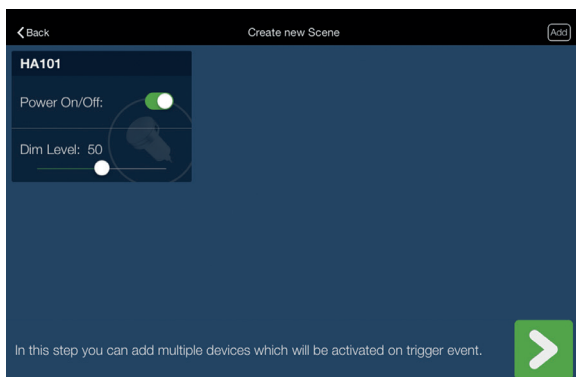 Back
Create new Scene
Add
HA101
Power On/Off:
Dim Level: 50
In this step you can add multiple devices which will be activated on trigger event.